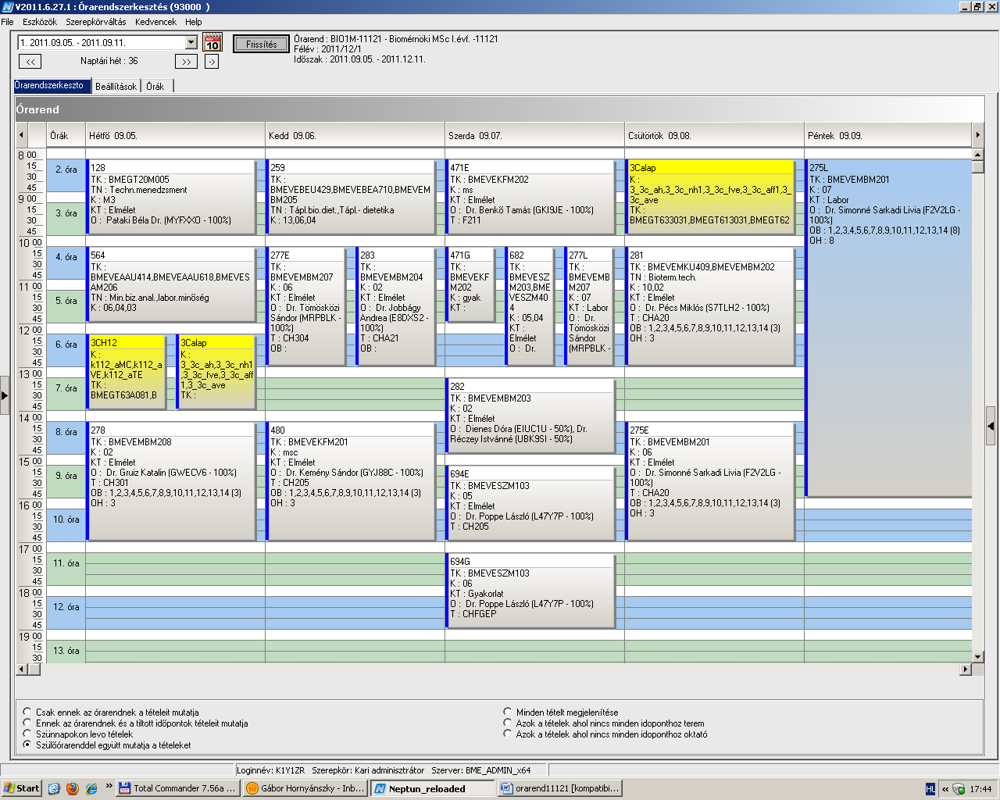 V2011.6.27.1 : Órarendszerkesztés (93000 )
File Eszközök Szerepkörváltás Kedvencek Help
1. 2011.09.05. - 2011.09.11.
10
Frissítés
Órarend : BIO1M-11121 - Biomérnöki MSc I.évf. -11121
Félév : 2011/12/1
Időszak : 2011.09.05. - 2011.12.11.
<< Naptári hét : 36 >> ->
Órarendszerkeszto Beállítások Órák
Órarend
Órák Hétfő 09.05. Kedd 09.06. Szerda 09.07. Csütörtök 09.08. Péntek 09.09.
8 00
15
30
45
9 00
15
30
45
10 00
15
30
45
11 00
15
30
45
12 00
15
30
45
13 00
15
30
45
14 00
15
30
45
15 00
15
30
45
16 00
15
30
45
17 00
15
30
45
18 00
15
30
45
19 00
15
30
2. óra
3. óra
4. óra
5. óra
6. óra
7. óra
8. óra
9. óra
10. óra
11. óra
12. óra
13. óra
128
TK : BMEGT20M005
TN : Techn.menedzsment
K : M3
KT : Elmélet
O : Pataki Béla Dr. (MYFXXO - 100%)
564
TK :
BMEVEAAU414,BMEVEAAU618,BMEVES
AM206
TN : Min.biz.anal.,labor.minőség
K : 06,04,03
3CH12
K :
k112_aMC,k112_a
VE,k112_aTE
TK :
BMEGT63A081,B
3Calap
K :
3_3c_ah,3_3c_nh1
,3_3c_fve,3_3c_aff
1,3_3c_ave
TK :
278
TK : BMEVEMBM208
K : 02
KT : Elmélet
O : Dr. Gruiz Katalin (GWECV6 - 100%)
T : CH301
OB : 1,2,3,4,5,6,7,8,9,10,11,12,13,14 (3)
OH : 3
259
TK :
BMEVEBEU429,BMEVEBEA710,BMEVEM
BM205
TN : Tápl.bio.diet.,Tápl.- dietetika
K : 13,06,04
277E
TK :
BMEVEMBM207
K : 06
KT : Elmélet
O : Dr. Tömösközi
Sándor (MRPBLK -
100%)
T : CH304
OB :
283
TK :
BMEVEMBM204
K : 02
KT : Elmélet
O : Dr. Jobbágy
Andrea (E8DXS2 -
100%)
T : CHA21
OB :
480
TK : BMEVEKFM201
K : msc
KT : Elmélet
O : Dr. Kemény Sándor (GYJ88C - 100%)
T : CH205
OB : 1,2,3,4,5,6,7,8,9,10,11,12,13,14 (3)
OH : 3
471E
TK : BMEVEKFM202
K : ms
KT : Elmélet
O : Dr. Benkő Tamás (GKI9JE - 100%)
T : F211
471G
TK :
BMEVEKF
M202
K : gyak
KT :
682
TK :
BMEVESZ
M203,BME
VESZM40
4
K : 05,04
KT :
Elmélet
O : Dr.
277L
TK :
BMEVEMB
M207
K : 07
KT : Labor
O : Dr.
Tömösközi
Sándor
(MRPBLK -
282
TK : BMEVEMBM203
K : 02
KT : Elmélet
O : Dienes Dóra (EIUC1U - 50%), Dr.
Réczey Istvánné (UBK9SI - 50%)
694E
TK : BMEVESZM103
K : 05
KT : Elmélet
O : Dr. Poppe László (L47Y7P - 100%)
T : CH205
694G
TK : BMEVESZM103
K : 06
KT : Gyakorlat
O : Dr. Poppe László (L47Y7P - 100%)
T : CHFGEP
3Calap
K :
3_3c_ah,3_3c_nh1,3_3c_fve,3_3c_aff1,3_3
c_ave
TK :
BMEGT633031,BMEGT613031,BMEGT62
281
TK : BMEVEMKU409,BMEVEMBM202
TN : Bioterm.tech.
K : 10,02
KT : Elmélet
O : Dr. Pécs Miklós (S7TLH2 - 100%)
T : CHA20
OB : 1,2,3,4,5,6,7,8,9,10,11,12,13,14 (3)
OH : 3
275E
TK : BMEVEMBM201
K : 06
KT : Elmélet
O : Dr. Simonné Sarkadi Livia (F2V2LG -
100%)
T : CHA20
OB : 1,2,3,4,5,6,7,8,9,10,11,12,13,14 (3)
OH : 3
275L
TK : BMEVEMBM201
K : 07
KT : Labor
O : Dr. Simonné Sarkadi Livia (F2V2LG -
100%)
OB : 1,2,3,4,5,6,7,8,9,10,11,12,13,14 (8)
OH : 8
Csak ennek az órarendnek a tételeit mutatja
Ennek az órarendnek és a tiltott időpontok tételeit mutatja
Szünnapokon levo tételek
Szülőórarenddel együtt mutatja a tételeket
Minden tételt megjelenítése
Azok a tételek ahol nincs minden idoponthoz terem
Azok a tételek ahol nincs minden idoponthoz oktató
Loginnév: K1Y1ZR Szerepkör: Kari adminisztrátor Szerver: BME_ADMIN_x64
Start » Total Commander 7.56a ... Gábor Hornyánszky - Inb... Neptun_reloaded orarend11121 [kompatibi... HU « 17:44